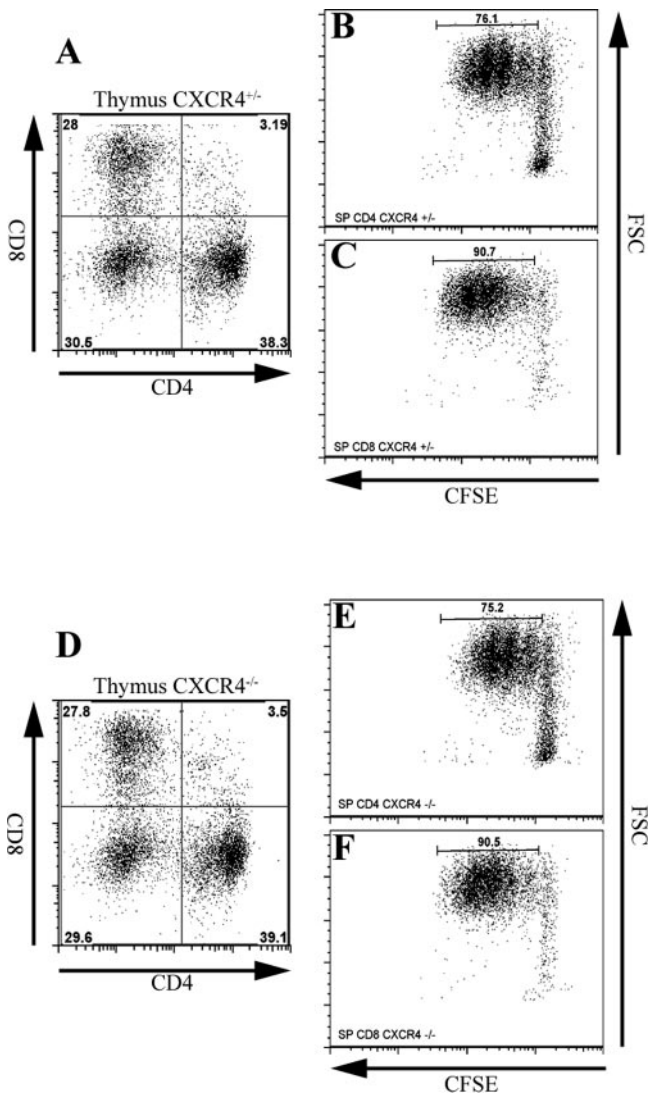 A
Thymus CXCR4+/-
28
3.19
30.5
38.3
CD8
CD4
B
76.1
SP CD4 CXCR4 +/-
C
90.7
SP CD8 CXCR4 +/-
FSC
CFSE
D
Thymus CXCR4-/-
27.8
3.5
29.6
39.1
CD8
CD4
E
75.2
SP CD4 CXCR4 -/-
F
90.5
SP CD8 CXCR4 -/-
FSC
CFSE